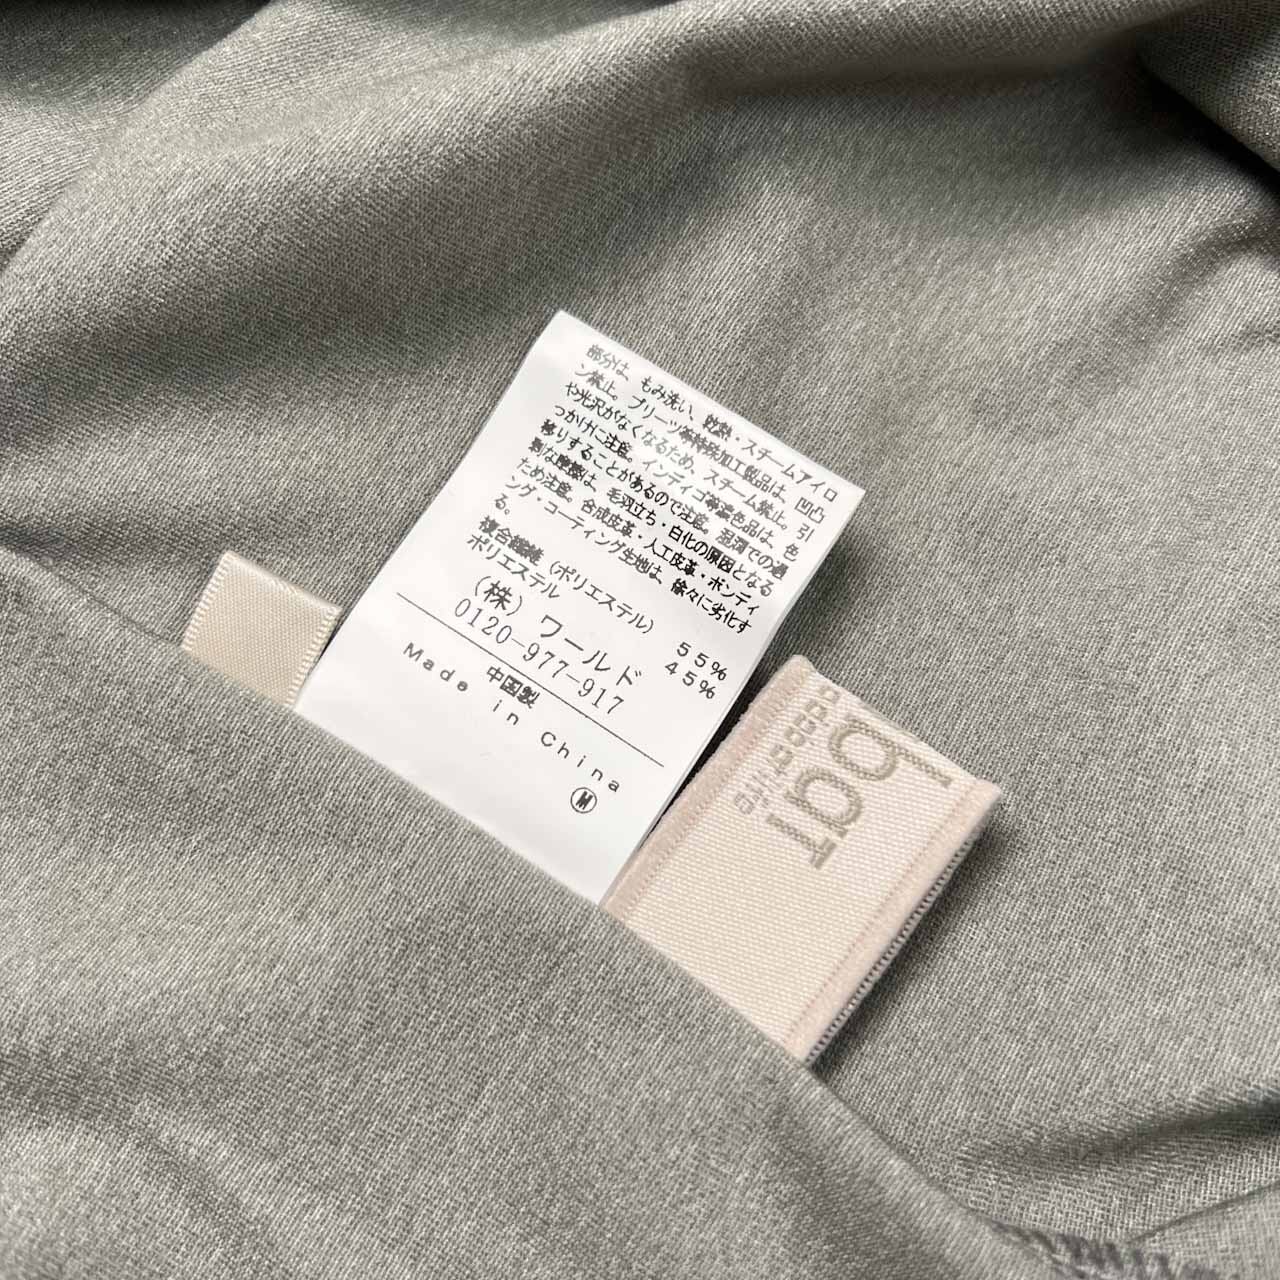 部分は、もみ洗い、乾熱・スチームアイロ
ン禁止。プリーツ等特殊加工製品は、凹凸
や光沢がなくなるため、スチーム禁止。引
っかけに注意。インディゴ等濃色品は、色
移りすることがあるので注意。湿潤での過
剰な摩擦は、毛羽立ち・白化の原因となる
ため注意。合成皮革・人工皮革・ボンディ
ング・コーティング生地は、徐々に劣化す
る。
複合繊維（ポリエステル） 55%
ポリエステル 45%
（株）ワールド
0120-977-917
中国製
Made in China
M